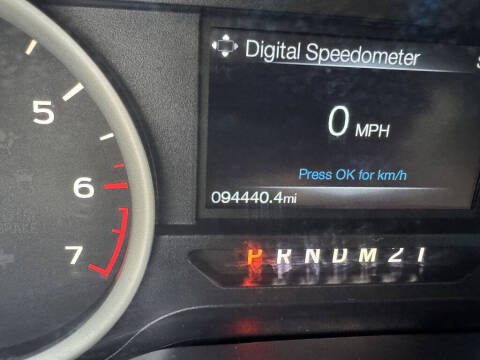 Digital Speedometer
0 MPH
Press OK for km/h
094440.4mi
5
6
7
P R N D M 2 1